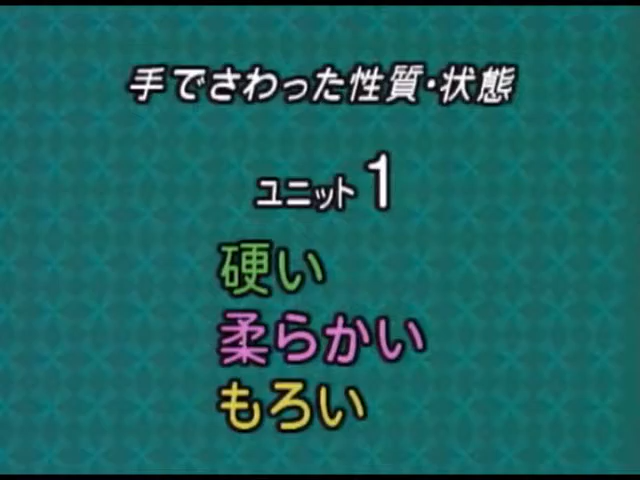 手でさわった性質・状態
ユニット1
硬い
柔らかい
もろい